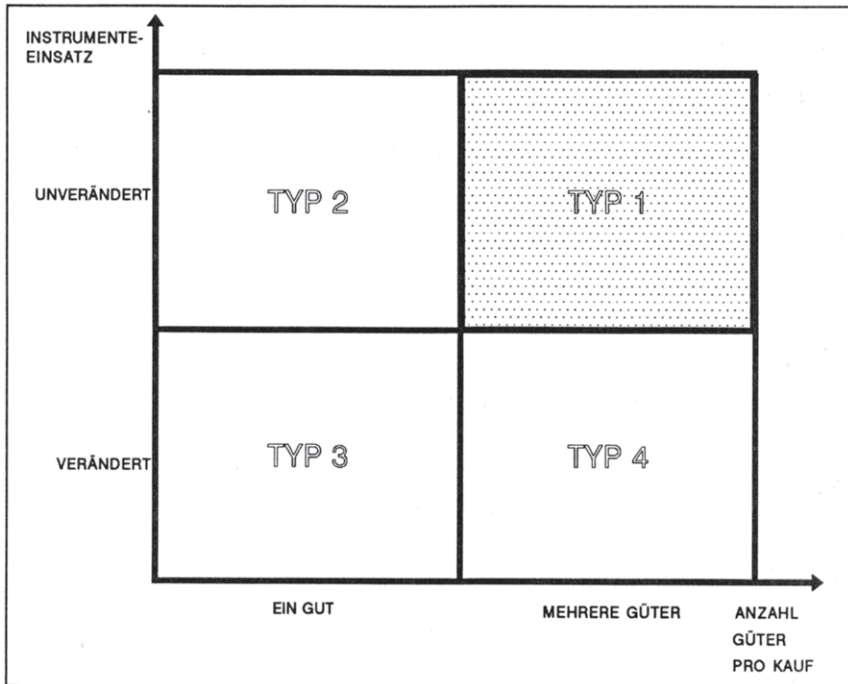 INSTRUMENTE-
EINSATZ
UNVERÄNDERT
TYP 2
TYP 1
VERÄNDERT
TYP 3
TYP 4
EIN GUT
MEHRERE GÜTER
ANZAHL
GÜTER
PRO KAUF